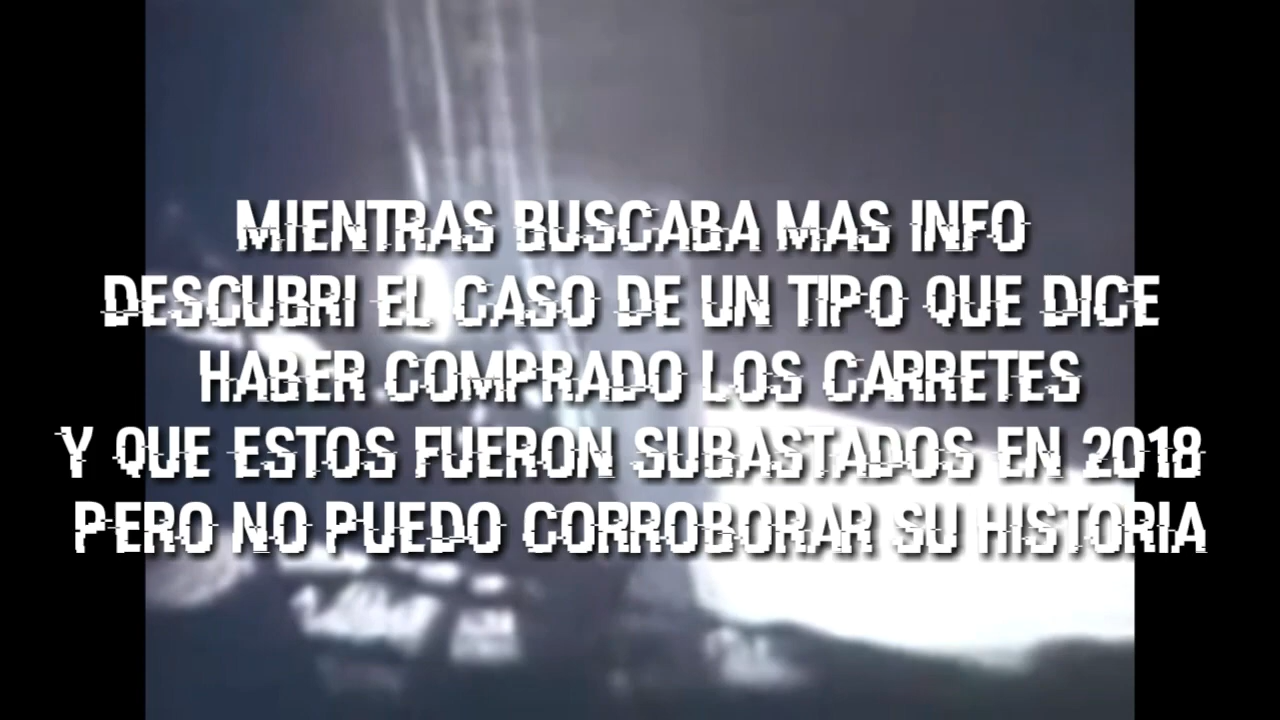 MIENTRAS BUSCABA MAS INFO
DESCUBRI EL CASO DE UN TIPO QUE DICE
HABER COMPRADO LOS CARRETES
Y QUE ESTOS FUERON SUBASTADOS EN 2018
PERO NO PUEDO CORROBORAR SU HISTORIA